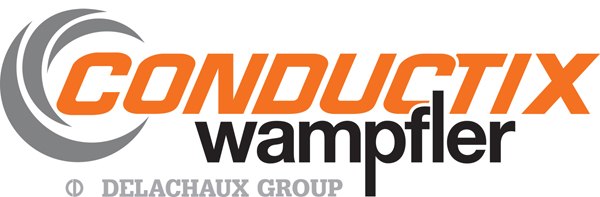 CONDUCTIX
wampfler
DELACHAUX GROUP